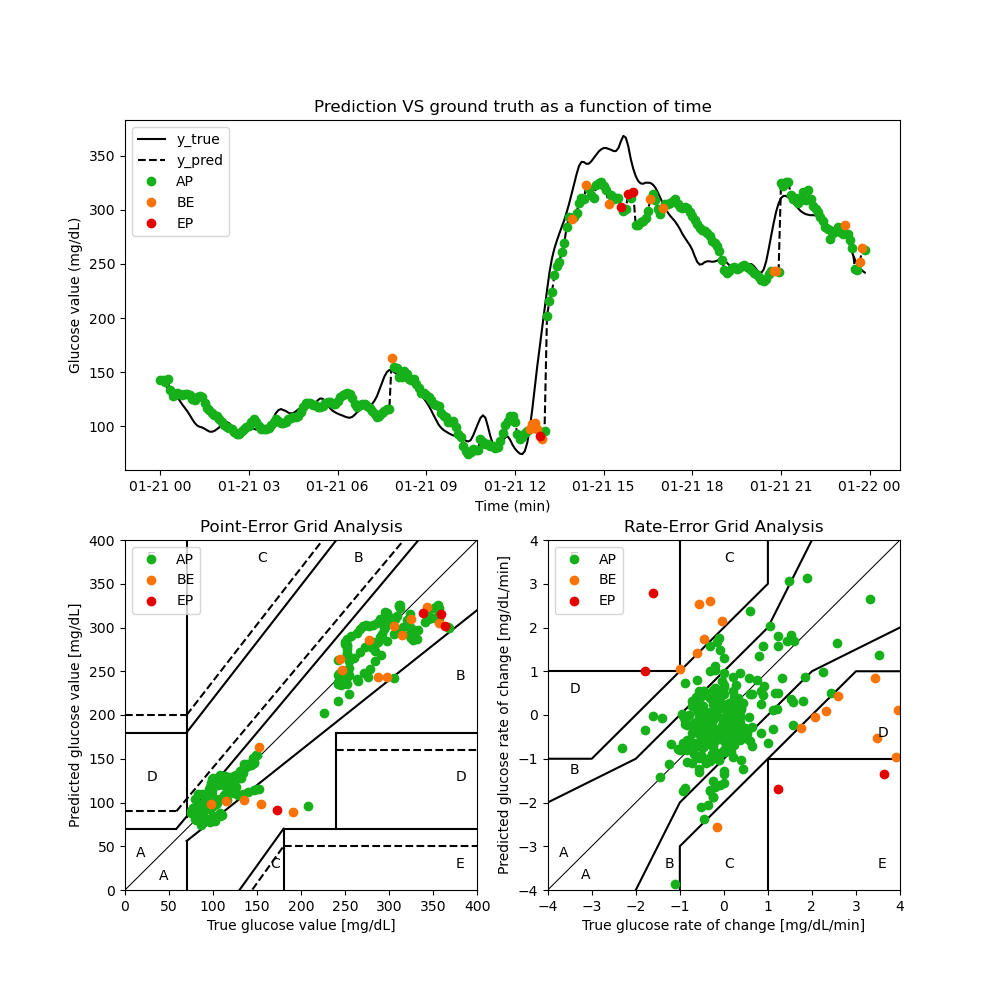 Prediction VS ground truth as a function of time
Glucose value (mg/dL)
350
300
250
200
150
100
y_true
y_pred
AP
BE
EP
01-21 00 01-21 03 01-21 06 01-21 09 01-21 12 01-21 15 01-21 18 01-21 21 01-22 00
Time (min)
Point-Error Grid Analysis
Predicted glucose value [mg/dL]
400
350
300
250
200
150
100
50
0
AP
BE
EP
C
B
B
D
D
A
A
C
E
0 50 100 150 200 250 300 350 400
True glucose value [mg/dL]
Rate-Error Grid Analysis
Predicted glucose rate of change [mg/dL/min]
4
3
2
1
0
−1
−2
−3
−4
AP
BE
EP
C
D
D
B
A
A
B
C
E
−4 −3 −2 −1 0 1 2 3 4
True glucose rate of change [mg/dL/min]